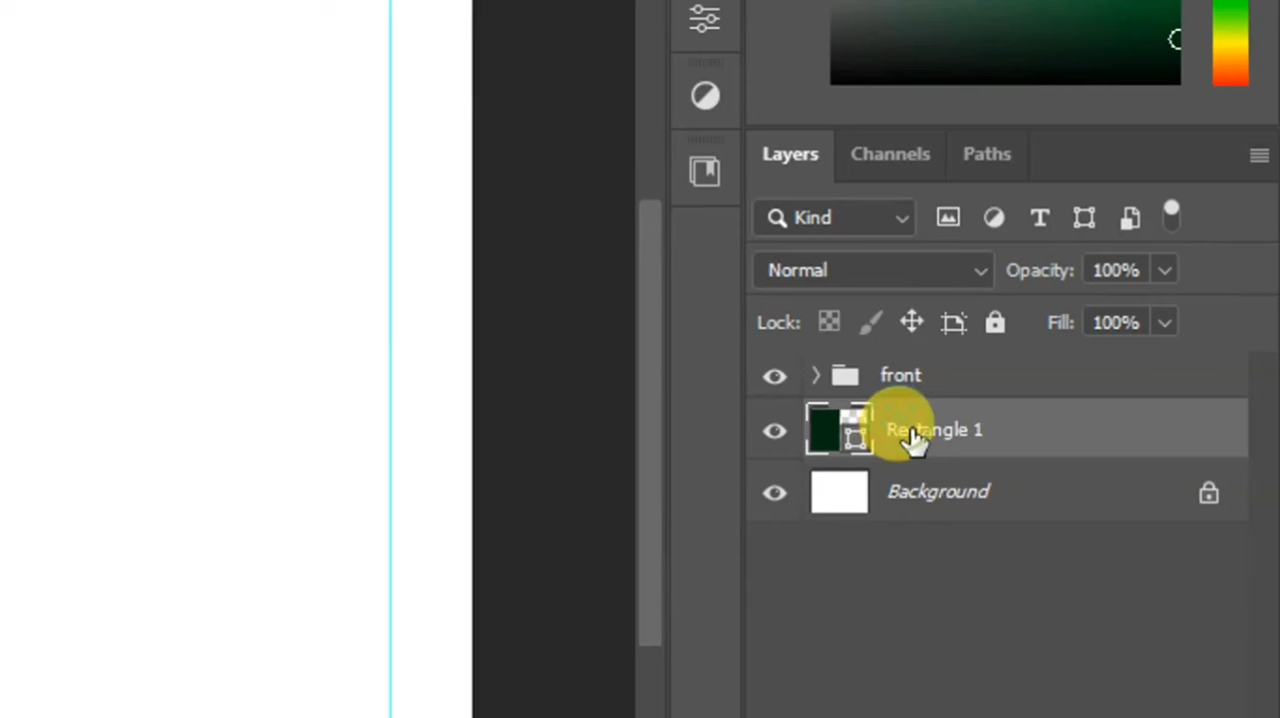 Layers Channels Paths
Kind
Normal Opacity: 100%
Lock: Fill: 100%
front
Rectangle 1
Background